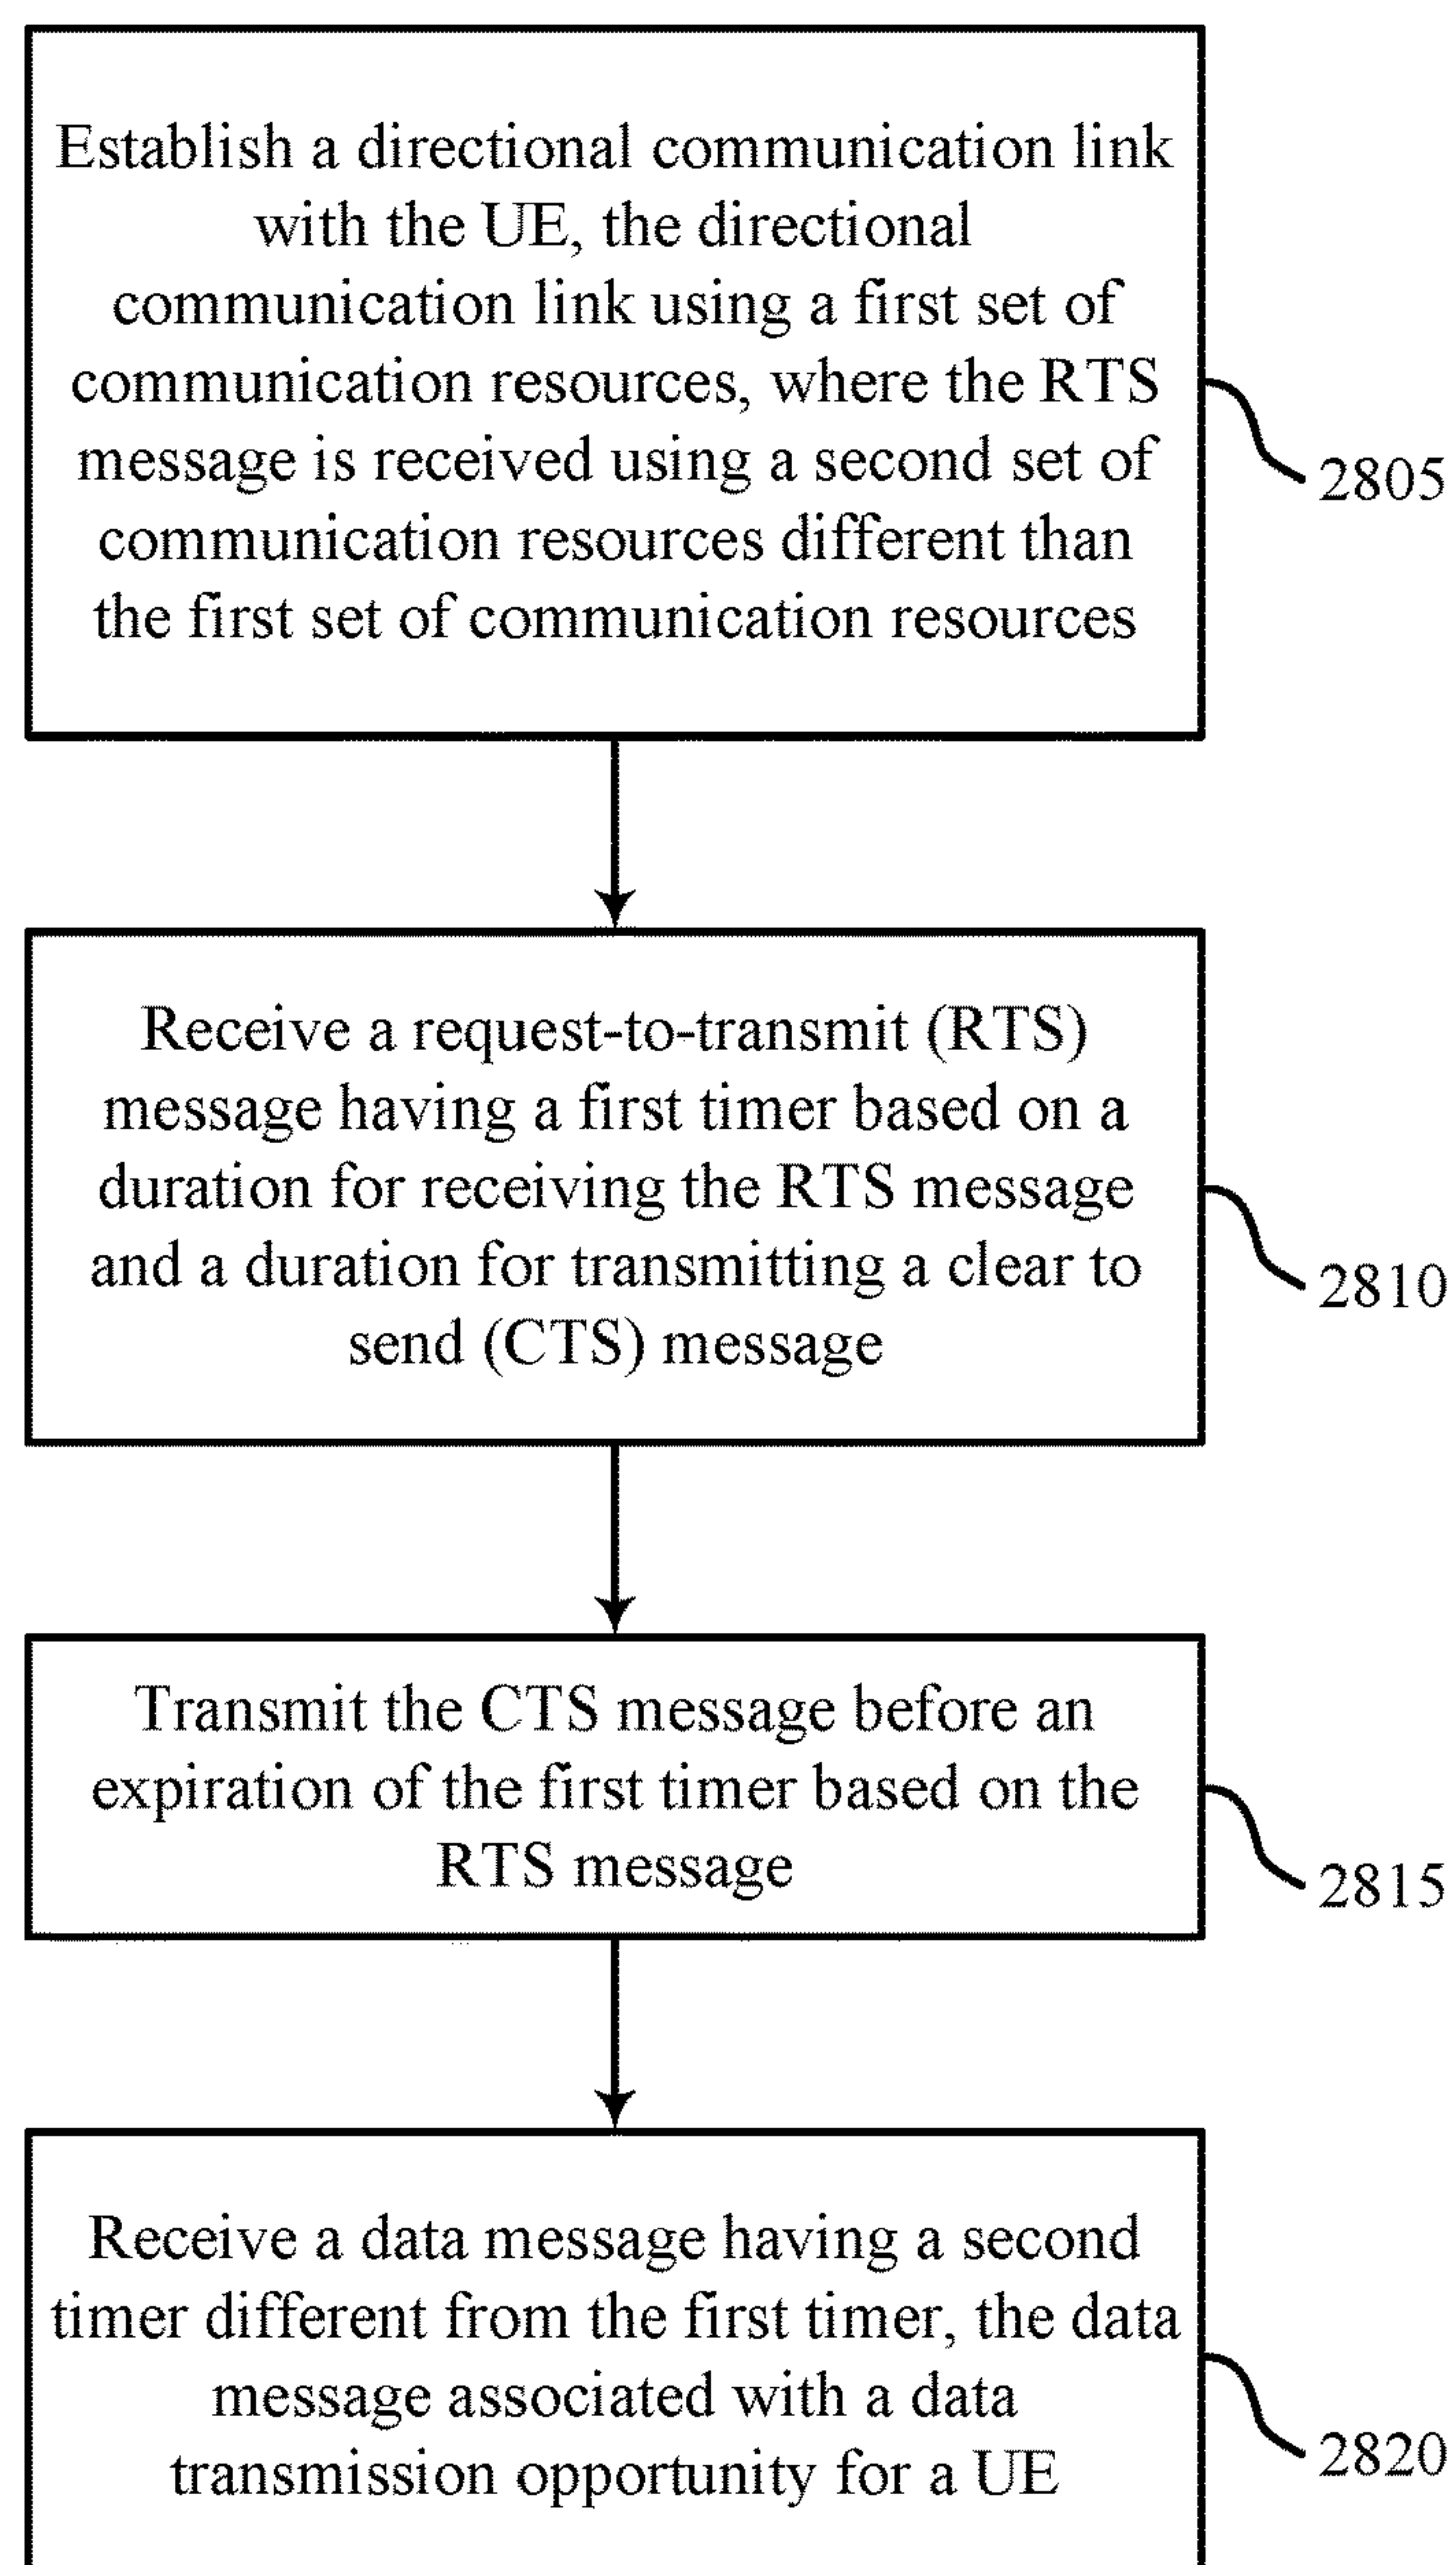 Establish a directional communication link
with the UE, the directional
communication link using a first set of
communication resources, where the RTS
message is received using a second set of
communication resources different than
the first set of communication resources
2805
Receive a request-to-transmit (RTS)
message having a first timer based on a
duration for receiving the RTS message
and a duration for transmitting a clear to
send (CTS) message
2810
Transmit the CTS message before an
expiration of the first timer based on the
RTS message
2815
Receive a data message having a second
timer different from the first timer, the data
message associated with a data
transmission opportunity for a UE
2820